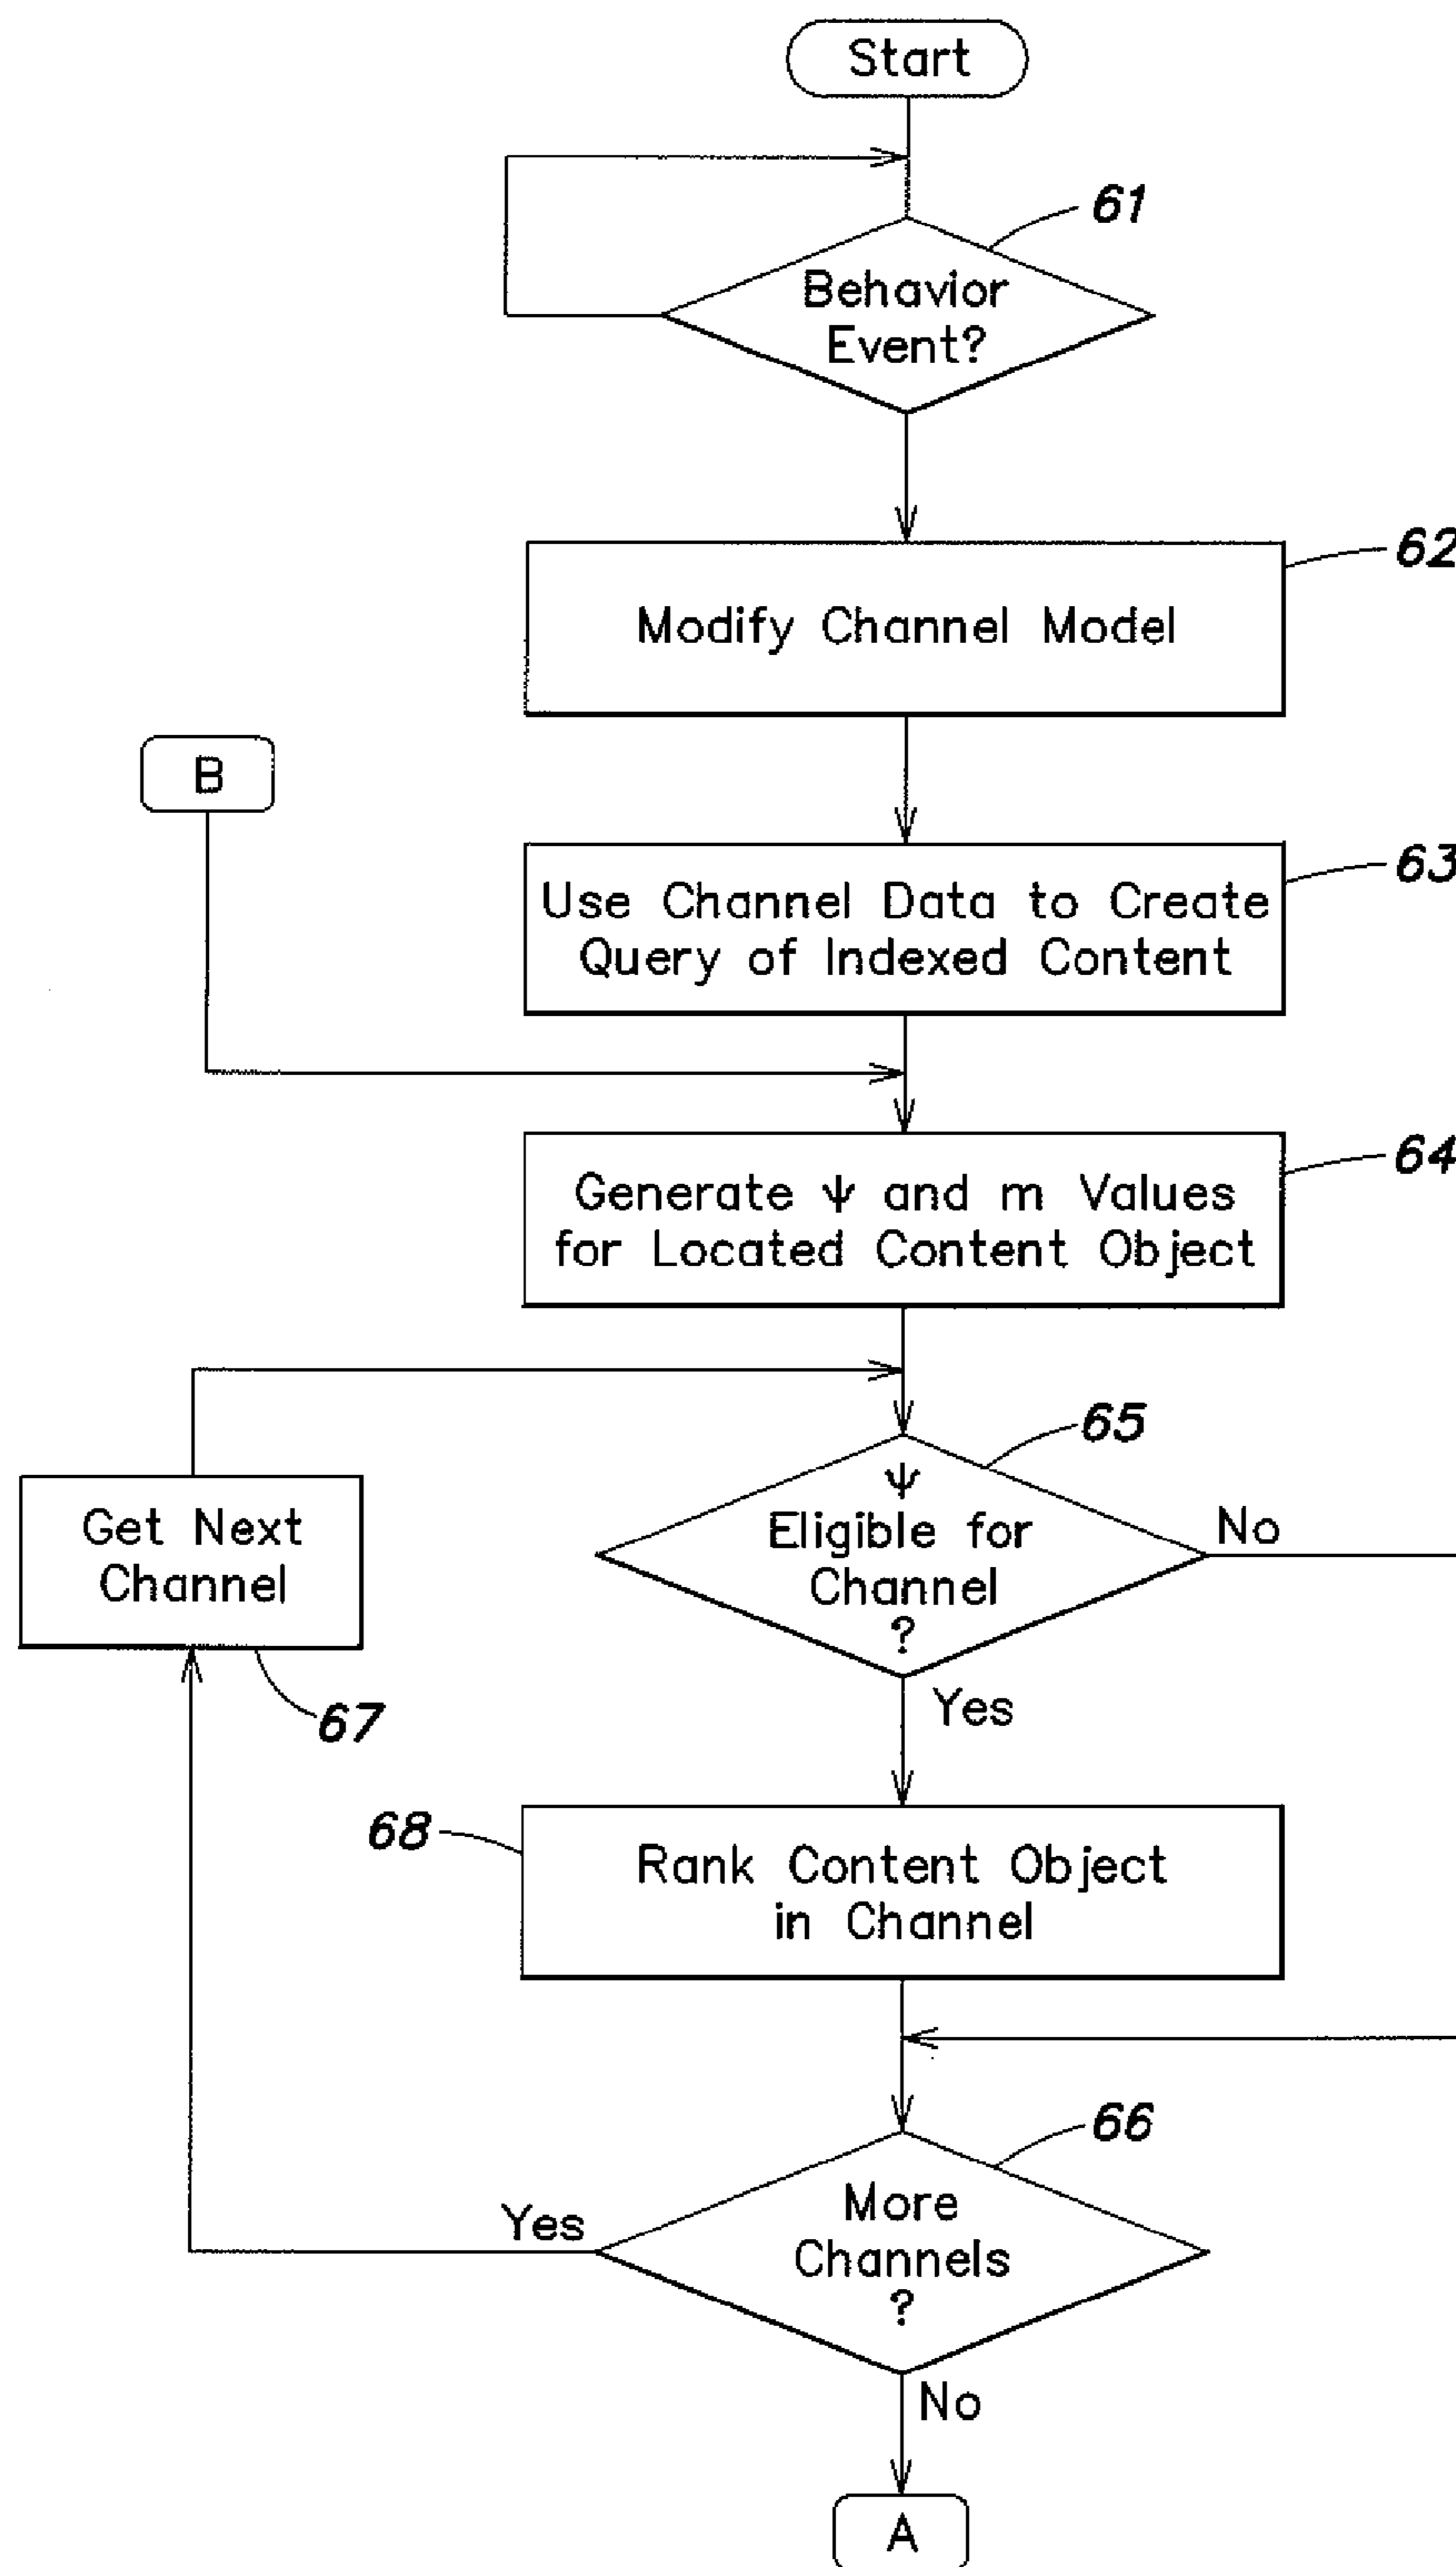 Start
61
Behavior
Event?
62
Modify Channel Model
B
63
Use Channel Data to Create
Query of Indexed Content
64
Generate ψ and m Values
for Located Content Object
65
ψ
Eligible for
Channel
?
No
Get Next
Channel
67
Yes
68
Rank Content Object
in Channel
66
More
Channels
?
Yes
No
A